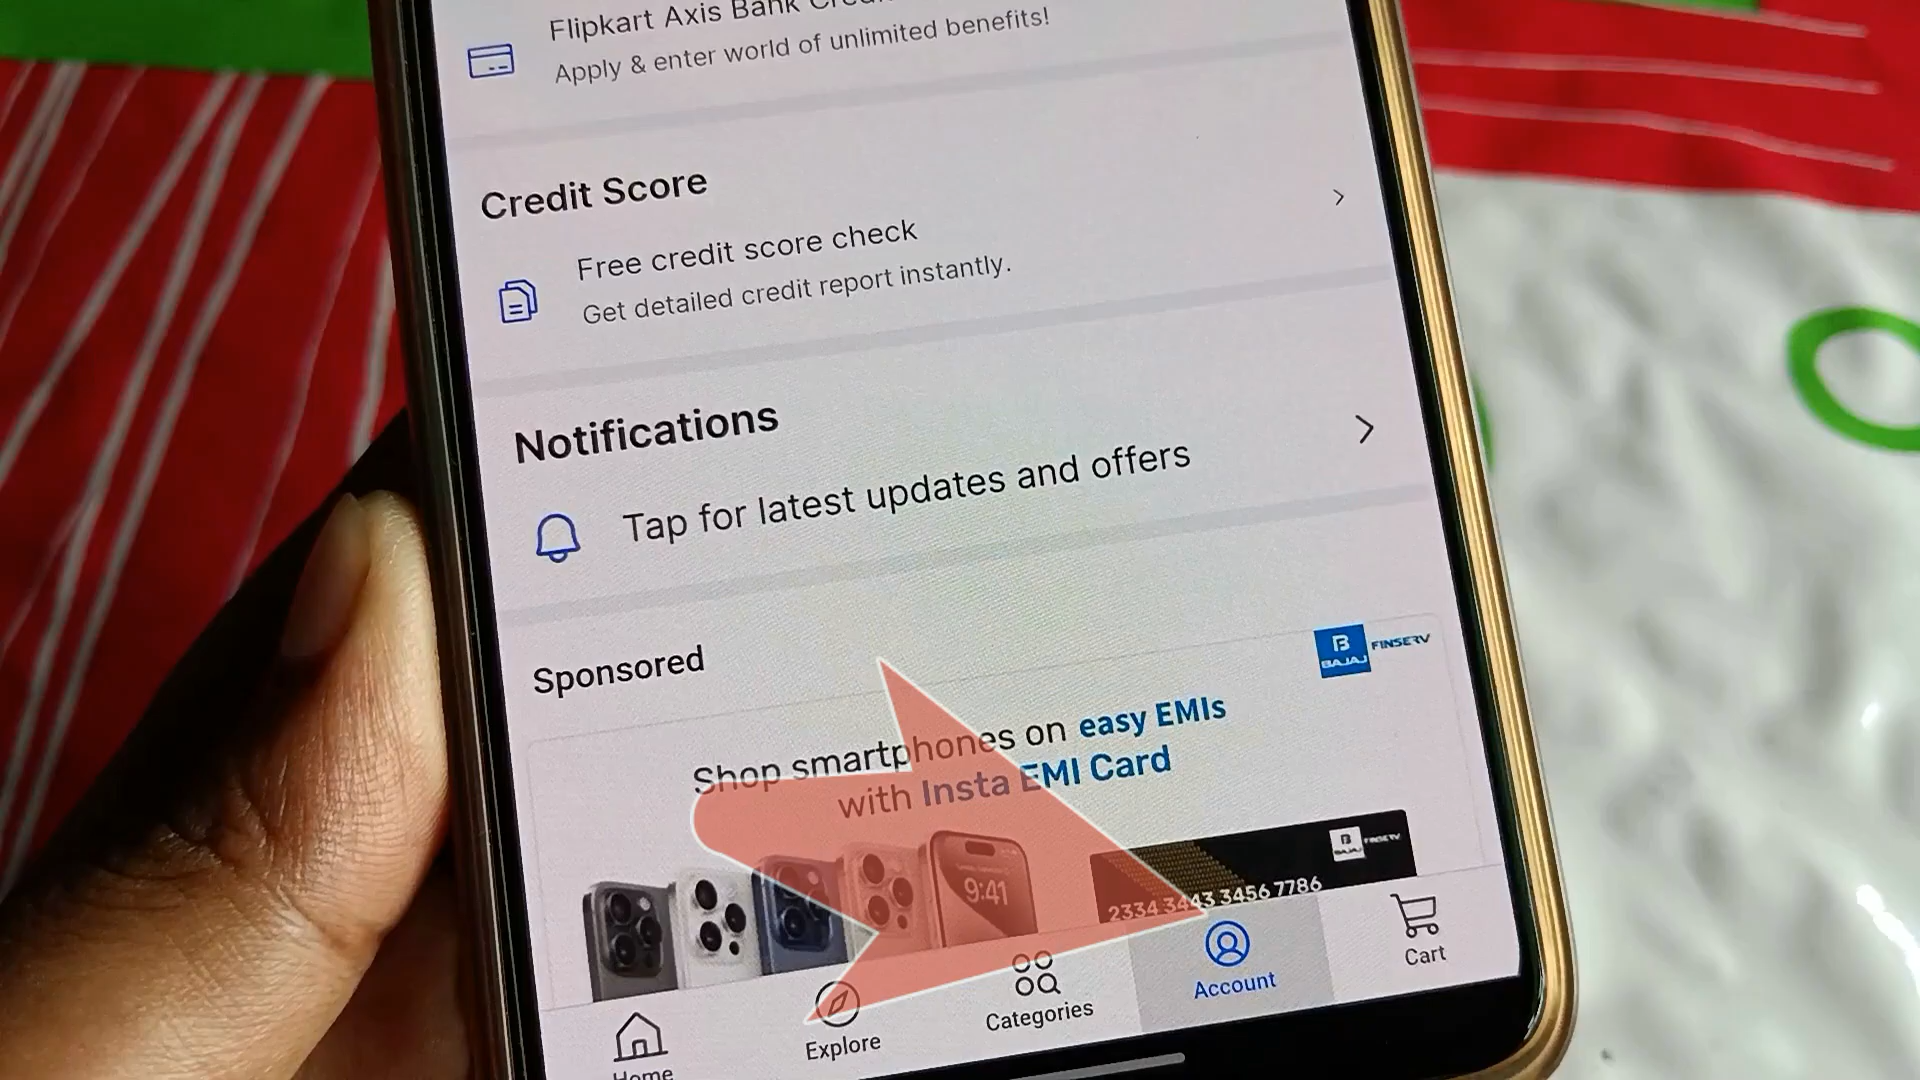 Flipkart Axis Bank
Apply & enter world of unlimited benefits!
Credit Score
Free credit score check
Get detailed credit report instantly.
Notifications
Tap for latest updates and offers
Sponsored
B
BAJAJ
FINSERV
Shop smartphones on easy EMIs
with Insta EMI Card
9:41
B
BAJAJ
FINSERV
2334 3443 3456 7786
Home
Explore
Categories
Account
Cart